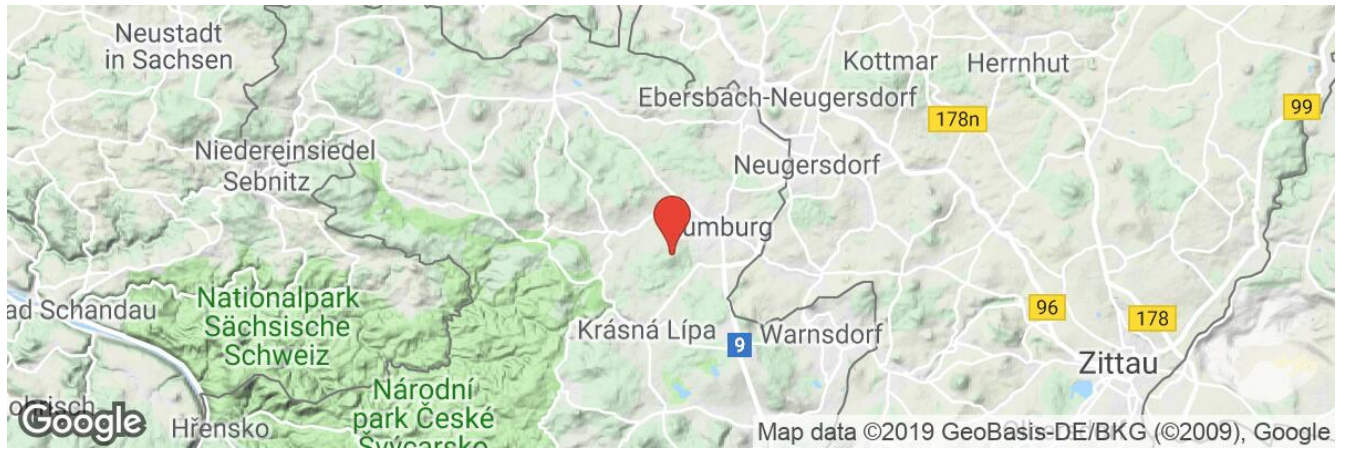 Neustadt
in Sachsen
Kottmar
Herrnhut
99
Ebersbach-Neugersdorf
178n
Niedereinsiedel
Sebnitz
Neugersdorf
umburg
Nationalpark
Sächsische
Schweiz
ad Schandau
96
178
Krásná Lípa
9
Warnsdorf
Zittau
Národní
park České
Švýcarsko
Google
Hřensko
Map data ©2019 GeoBasis-DE/BKG (©2009), Google